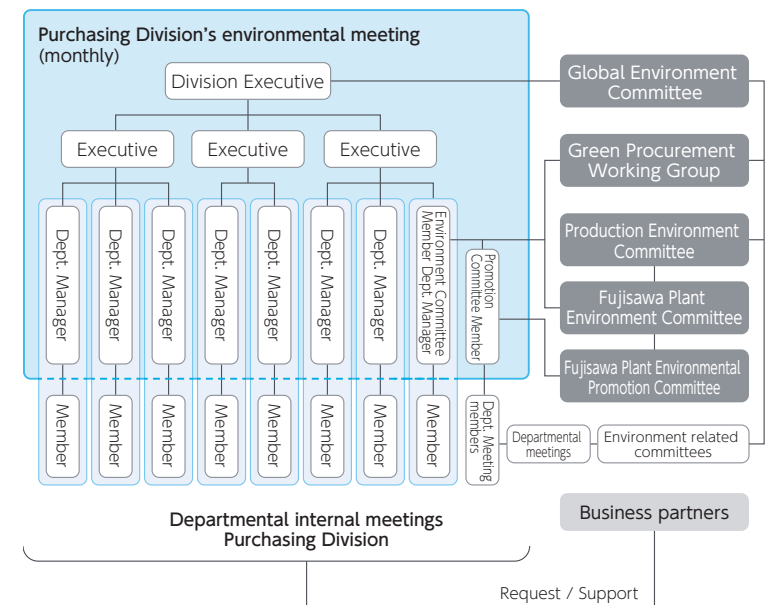 Purchasing Division's environmental meeting
(monthly)
Division Executive
Global Environment
Committee
Executive
Executive
Executive
Green Procurement
Working Group
Dept. Manager
Dept. Manager
Dept. Manager
Dept. Manager
Dept. Manager
Dept. Manager
Dept. Manager
Environment Committee
Member Dept. Manager
Promotion
Committee Member
Production Environment
Committee
Fujisawa Plant
Environment Committee
Fujisawa Plant Environmental
Promotion Committee
Member
Member
Member
Member
Member
Member
Member
Member
Dept. Meeting
members
Departmental
meetings
Environment related
committees
Departmental internal meetings
Purchasing Division
Business partners
Request / Support